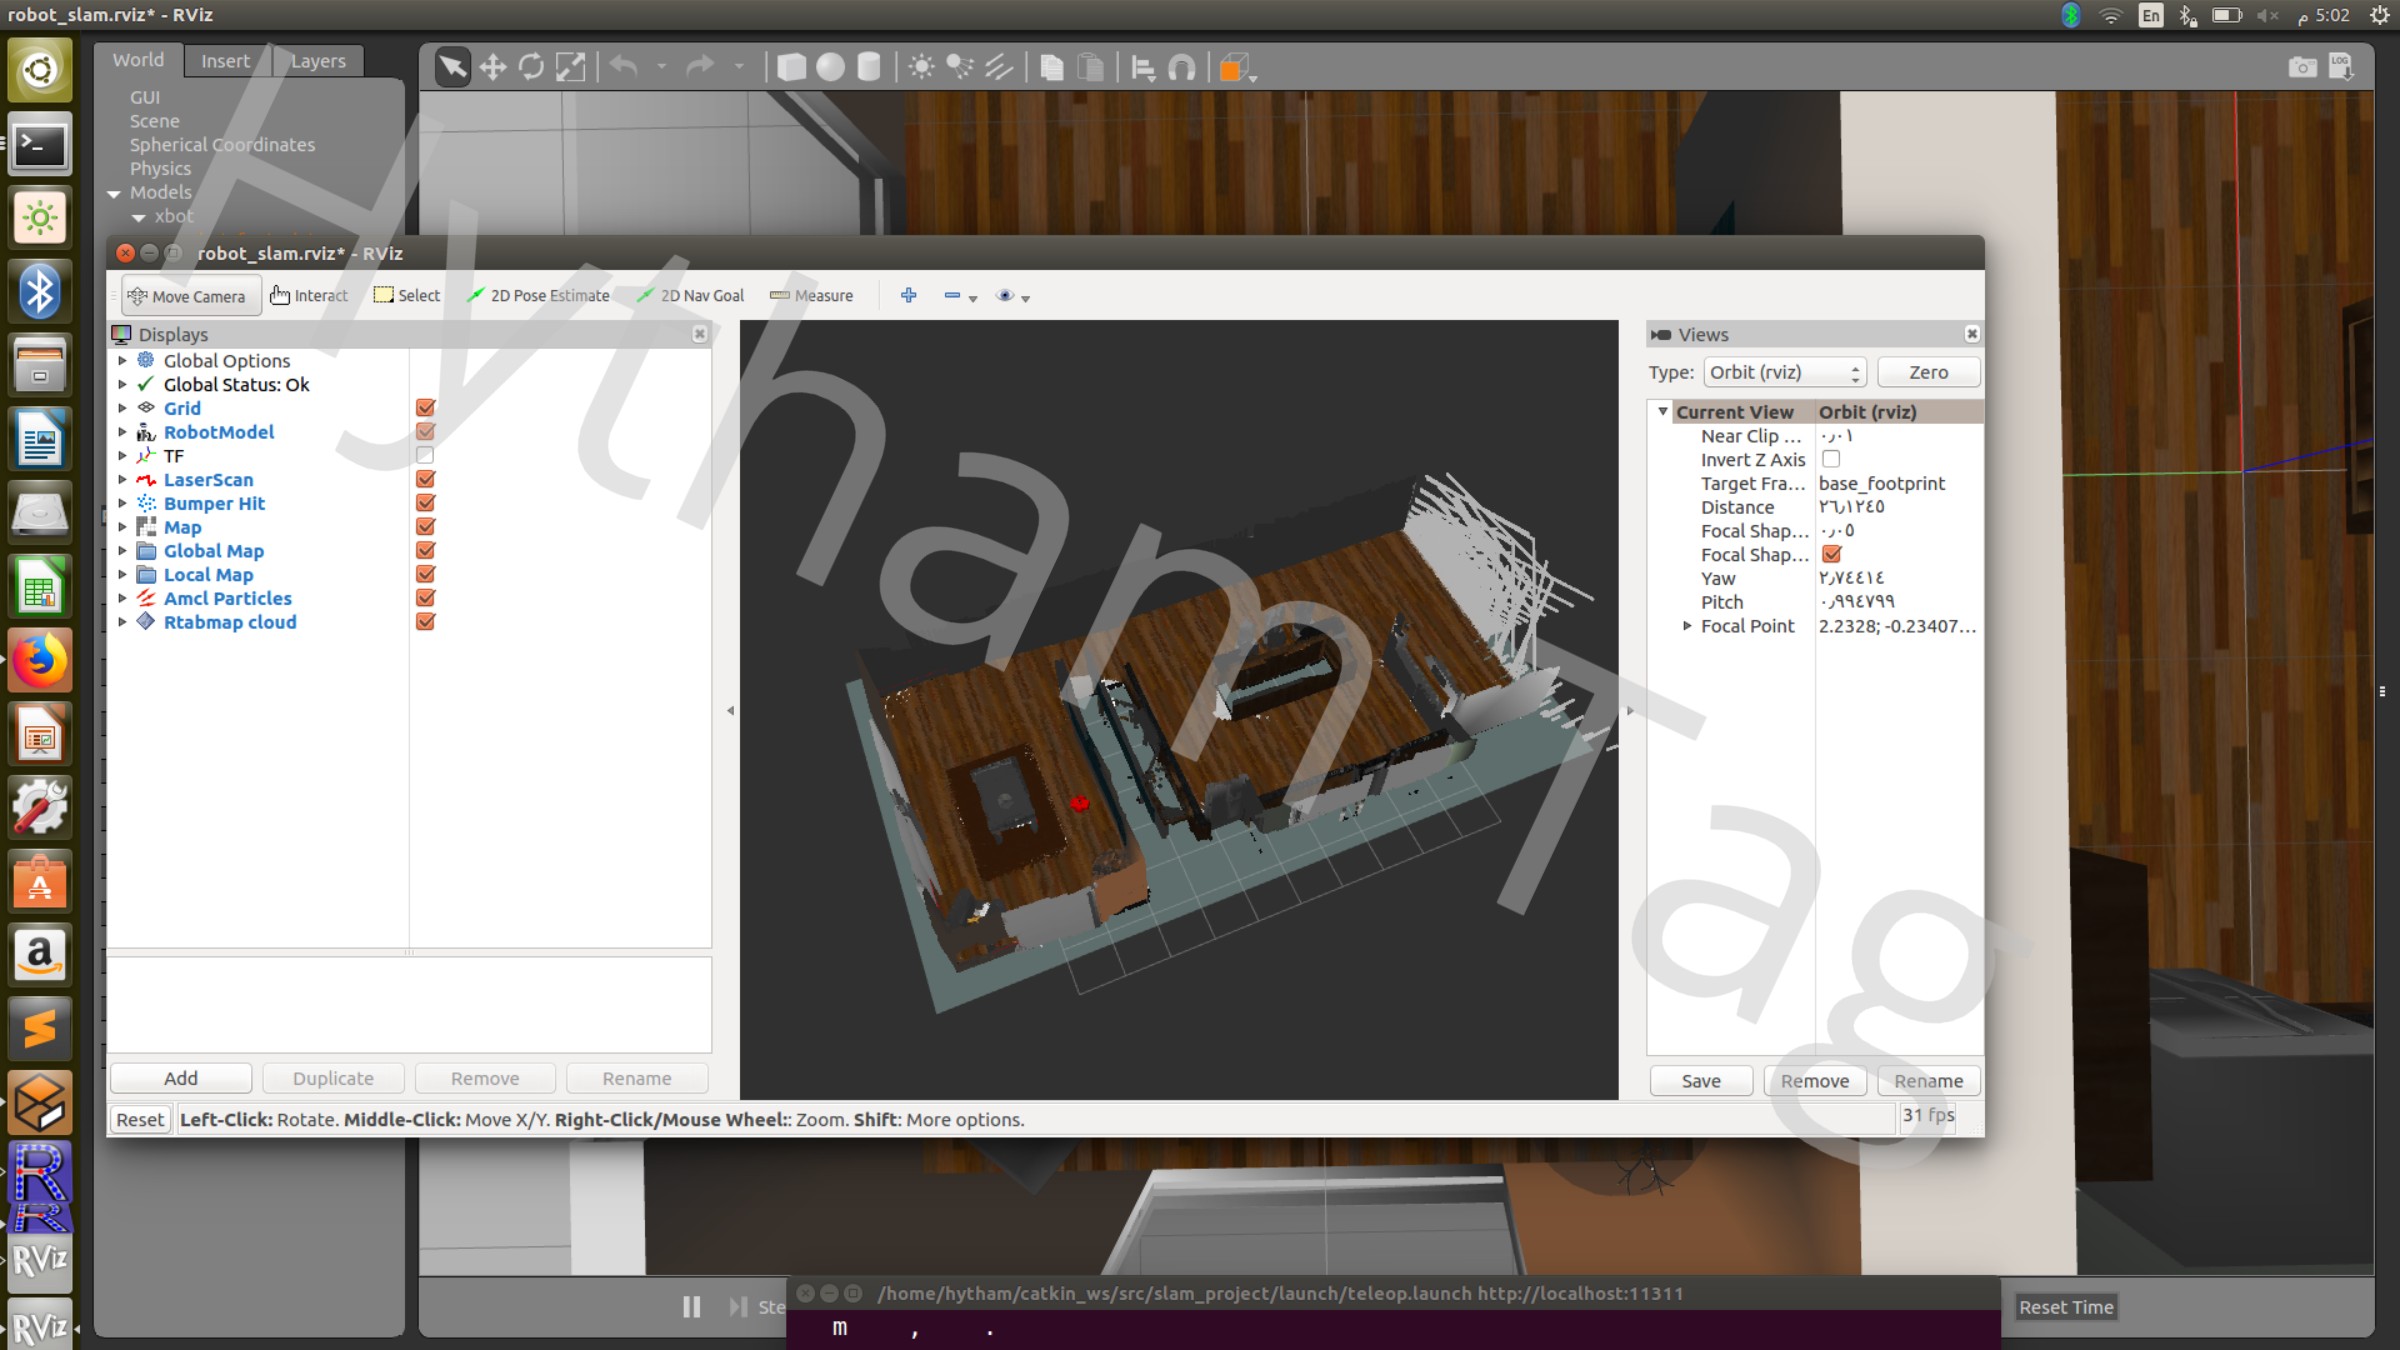 robot_slam.rviz* - RViz
En
م 5:02
World
Insert
Layers
LOG
GUI
Scene
Spherical Coordinates
Physics
Models
xbot
robot_slam.rviz* - RViz
Move Camera
Interact
Select
2D Pose Estimate
2D Nav Goal
Measure
Displays
Global Options
Global Status: Ok
Grid
RobotModel
TF
LaserScan
Bumper Hit
Map
Global Map
Local Map
Amcl Particles
Rtabmap cloud
Add
Duplicate
Remove
Rename
Views
Type:
Orbit (rviz)
Zero
Current View Orbit (rviz)
Near Clip ... ٠٫٠١
Invert Z Axis
Target Fra... base_footprint
Distance ٢٦٫١٢٤٥
Focal Shap... ٠٫٠٥
Focal Shap...
Yaw ٢٫٧٤٤١٤
Pitch ٠٫٩٩٤٧٩٩
Focal Point 2.2328; -0.23407...
Save
Remove
Rename
Reset
Left-Click: Rotate. Middle-Click: Move X/Y. Right-Click/Mouse Wheel:: Zoom. Shift: More options.
31 fps
HythamTag
Ste
/home/hytham/catkin_ws/src/slam_project/launch/teleop.launch http://localhost:11311
m , .
Reset Time
A
a
R
R
RViz
RViz